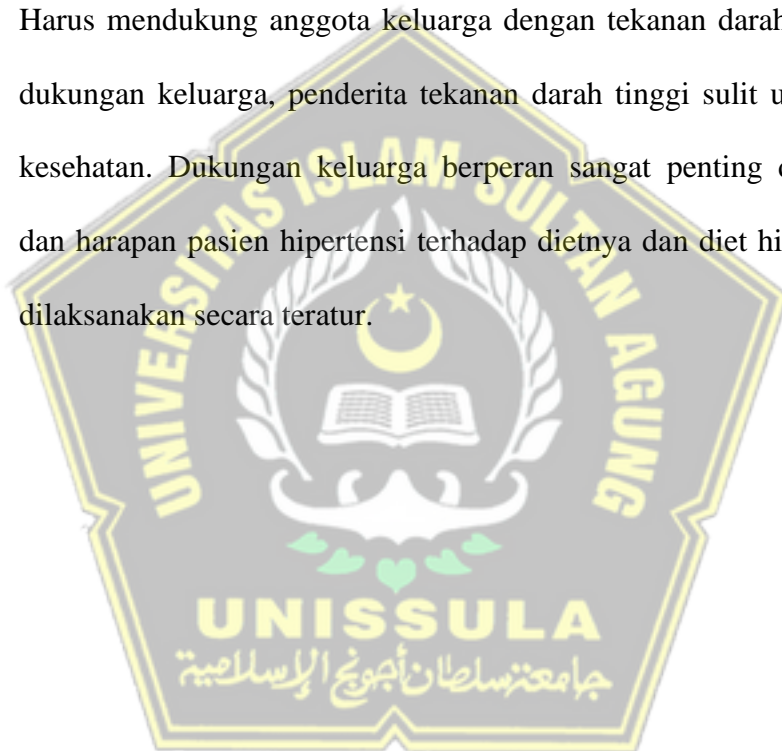 Harus mendukung anggota keluarga dengan tekanan darah
dukungan keluarga, penderita tekanan darah tinggi sulit u
kesehatan. Dukungan keluarga berperan sangat penting
dan harapan pasien hipertensi terhadap dietnya dan diet hi
dilaksanakan secara teratur.
UNIVERSITAS ISLAM SULTAN AGUNG
UNISSULA
جامعة سلطان أجونج الإسلامية